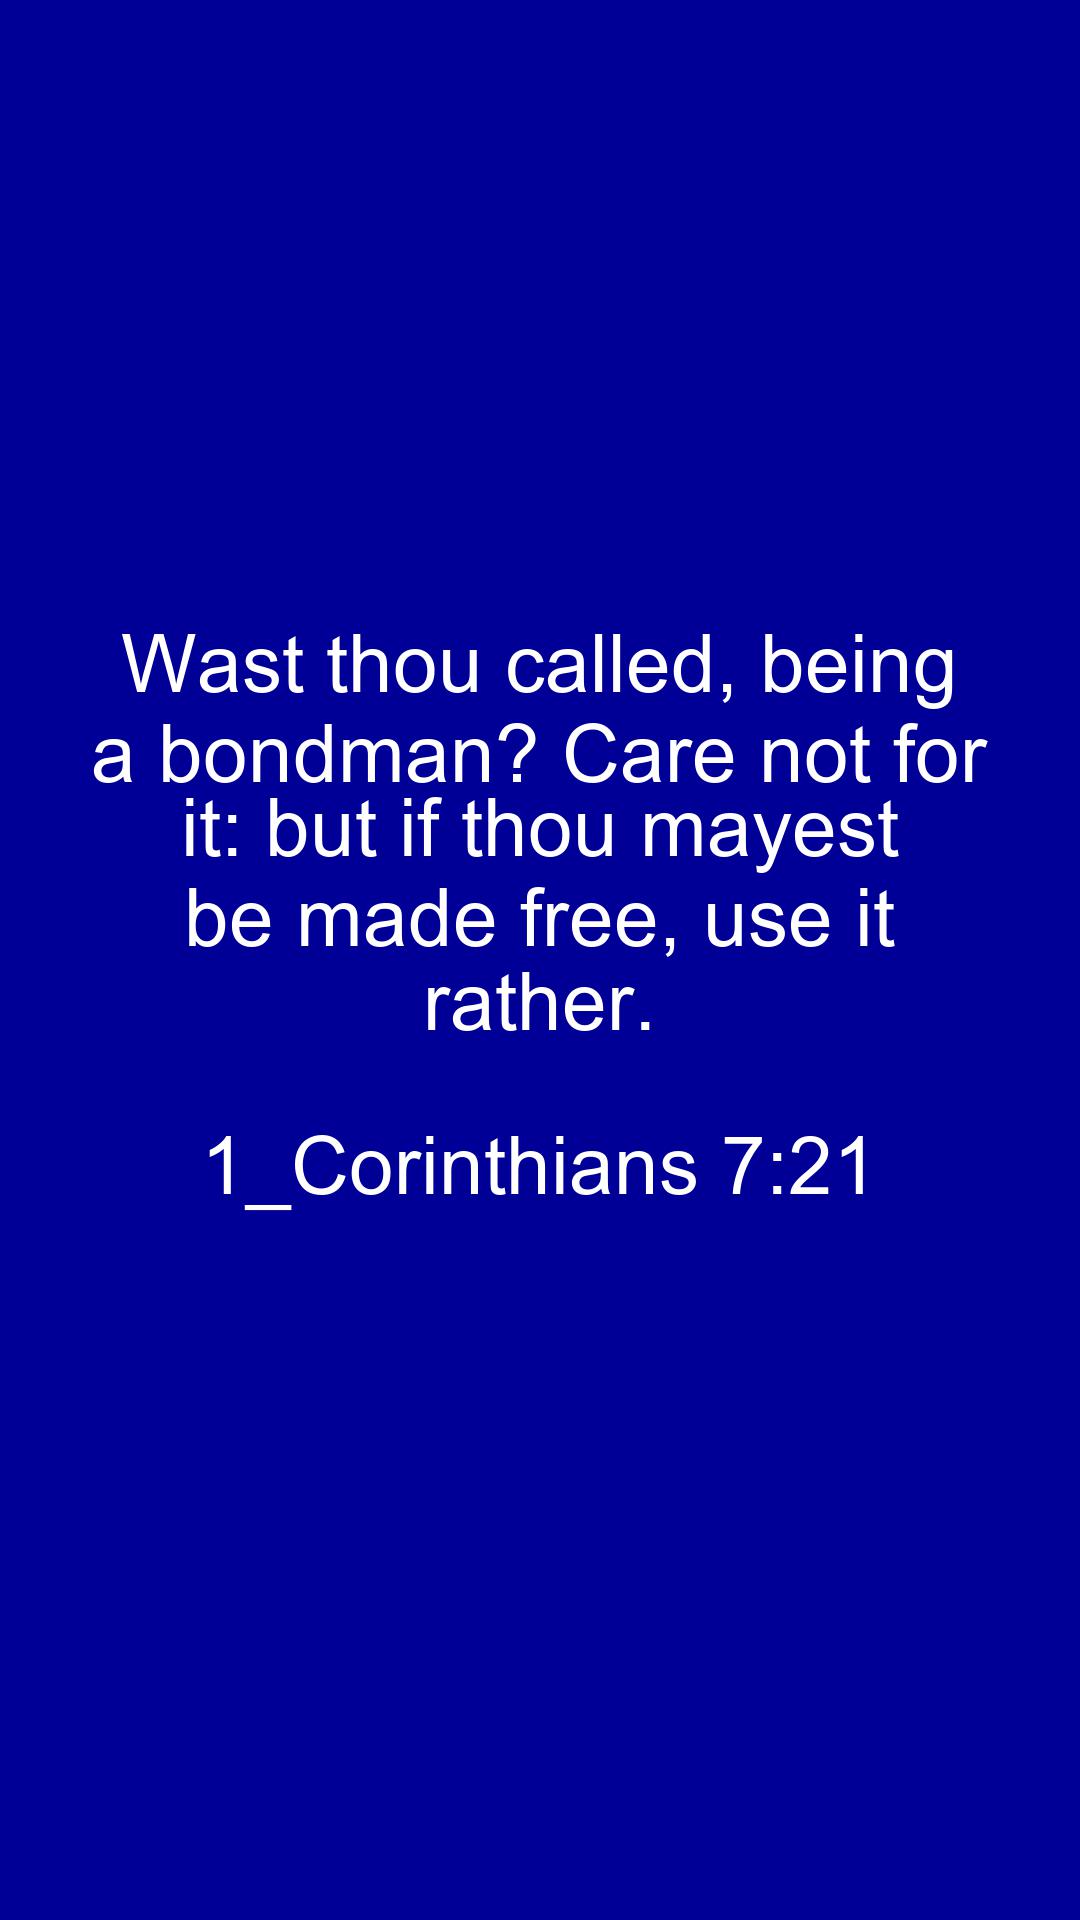 Wast thou called, being
a bondman? Care not for
it: but if thou mayest
be made free, use it
rather.
1_Corinthians 7:21